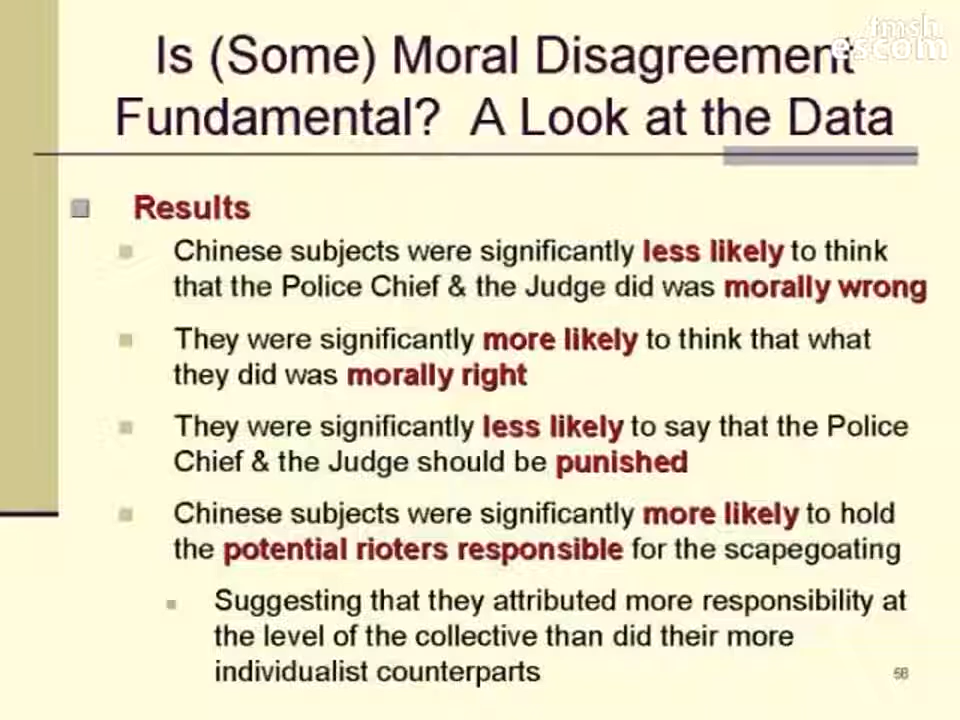 fmsh
escom
Is (Some) Moral Disagreement
Fundamental? A Look at the Data
Results
Chinese subjects were significantly less likely to think
that the Police Chief & the Judge did was morally wrong
They were significantly more likely to think that what
they did was morally right
They were significantly less likely to say that the Police
Chief & the Judge should be punished
Chinese subjects were significantly more likely to hold
the potential rioters responsible for the scapegoating
Suggesting that they attributed more responsibility at
the level of the collective than did their more
individualist counterparts
58